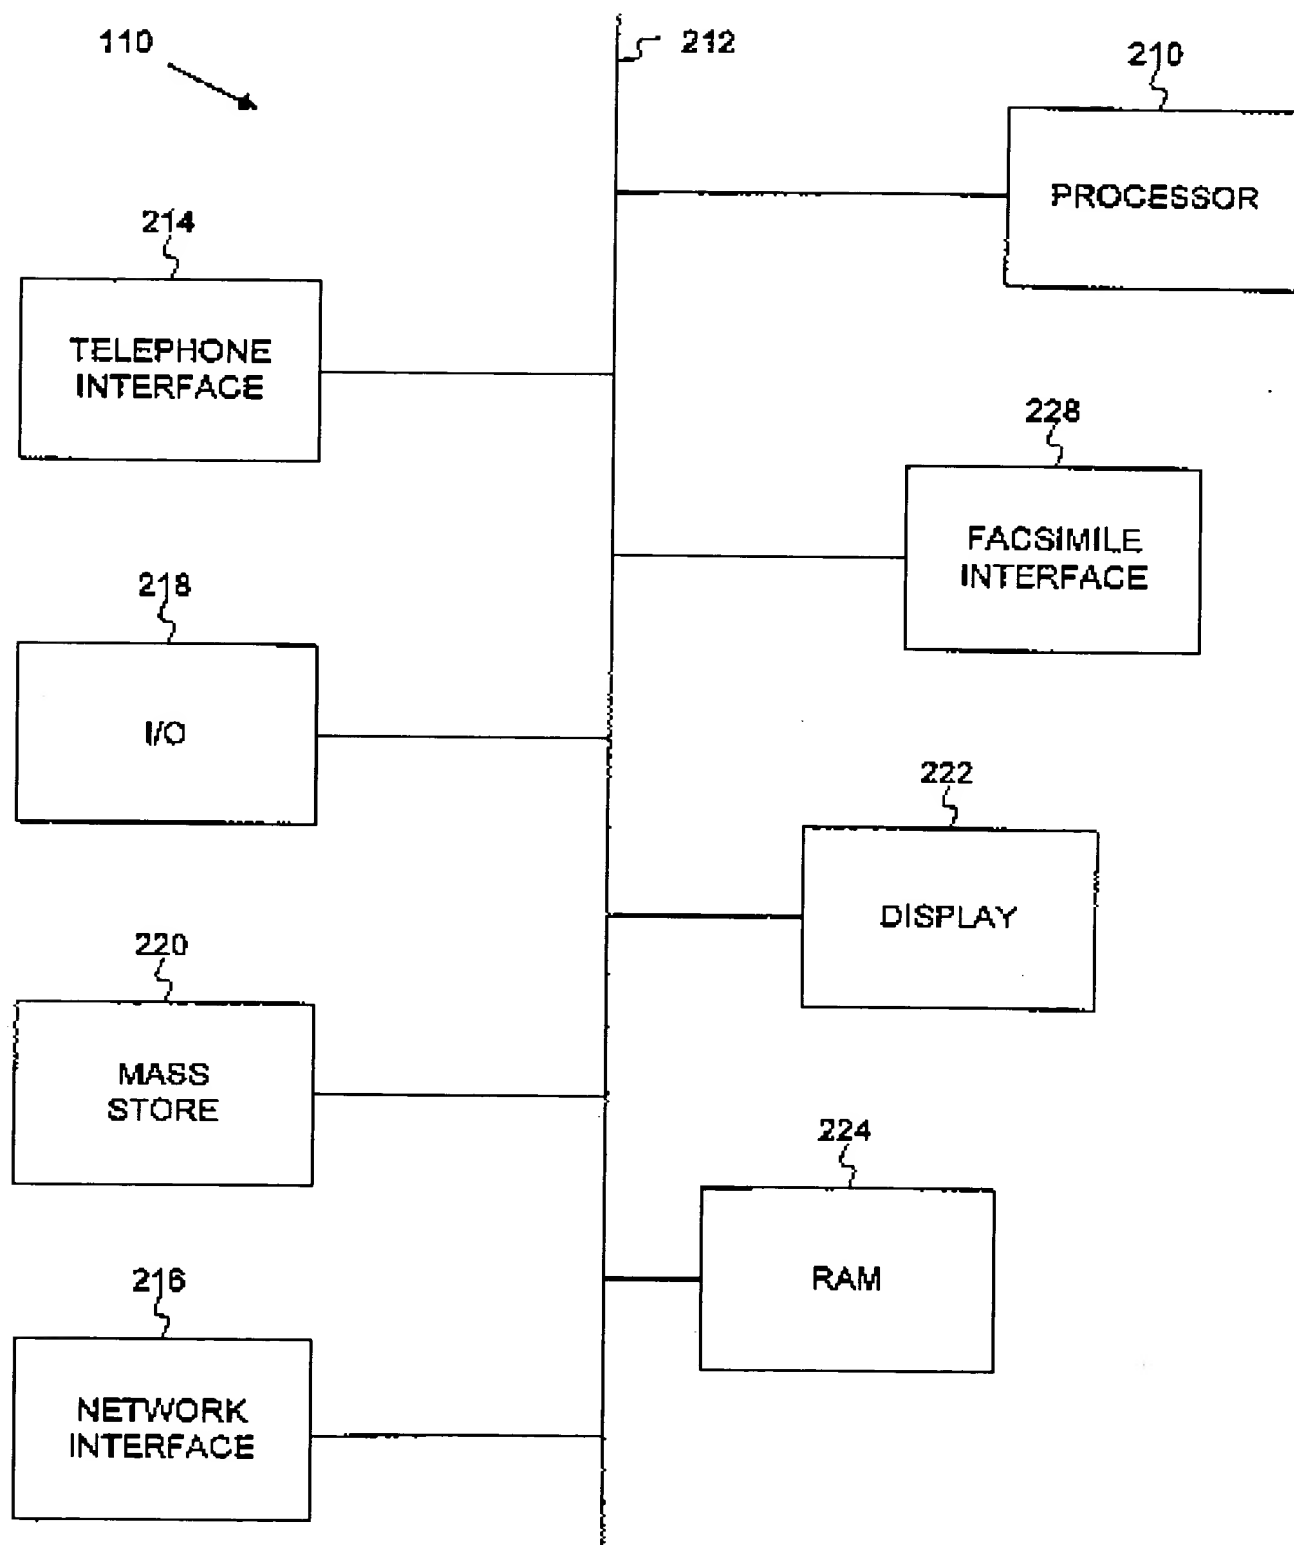 110
212
210
PROCESSOR
214
TELEPHONE
INTERFACE
228
FACSIMILE
INTERFACE
218
I/O
222
DISPLAY
220
MASS
STORE
224
RAM
216
NETWORK
INTERFACE